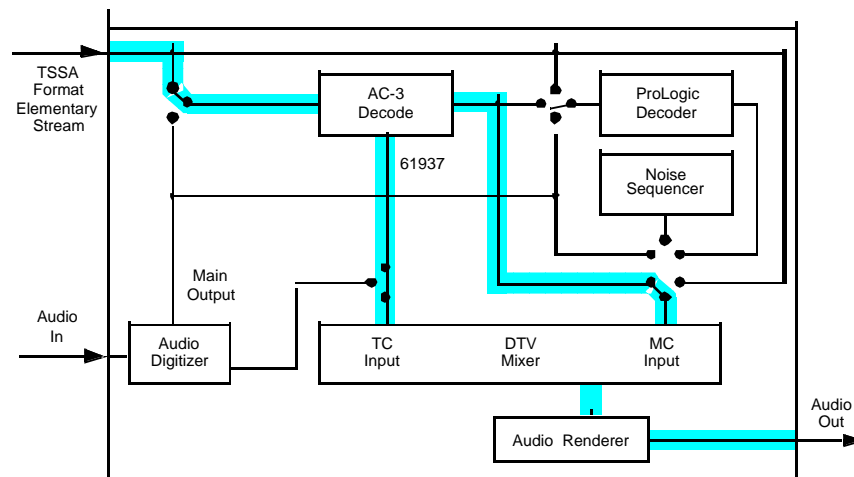 TSSA
Format
Elementary
Stream
AC-3
Decode
ProLogic
Decoder
61937
Noise
Sequencer
Main
Output
Audio
In
Audio
Digitizer
TC
Input
DTV
Mixer
MC
Input
Audio
Out
Audio Renderer